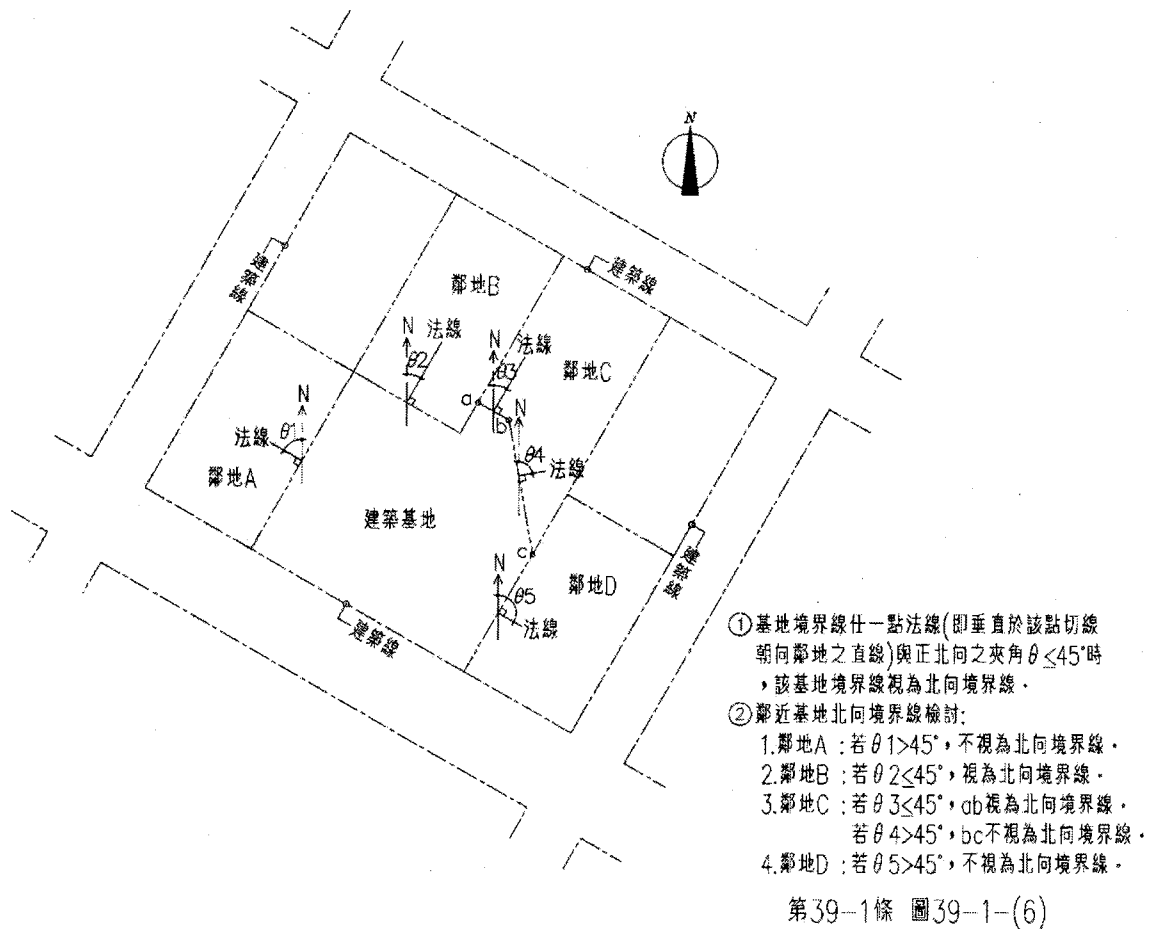 N
建築線
建築線
鄰地B
N
法線
θ2
N
法線
θ3
鄰地C
a
b
N
N
法線
θ1
鄰地A
θ4
法線
建築基地
c
N
θ5
法線
鄰地D
建築線
建築線
①基地境界線任一點法線(即垂直於該點切線
朝向鄰地之直線)與正北向之夾角θ≤45°時
，該基地境界線視為北向境界線。
②鄰近基地北向境界線檢討:
1.鄰地A：若θ1>45°，不視為北向境界線。
2.鄰地B：若θ2≤45°，視為北向境界線。
3.鄰地C：若θ3≤45°，ab視為北向境界線。
若θ4>45°，bc不視為北向境界線。
4.鄰地D：若θ5>45°，不視為北向境界線。
第39-1條 圖39-1-(6)